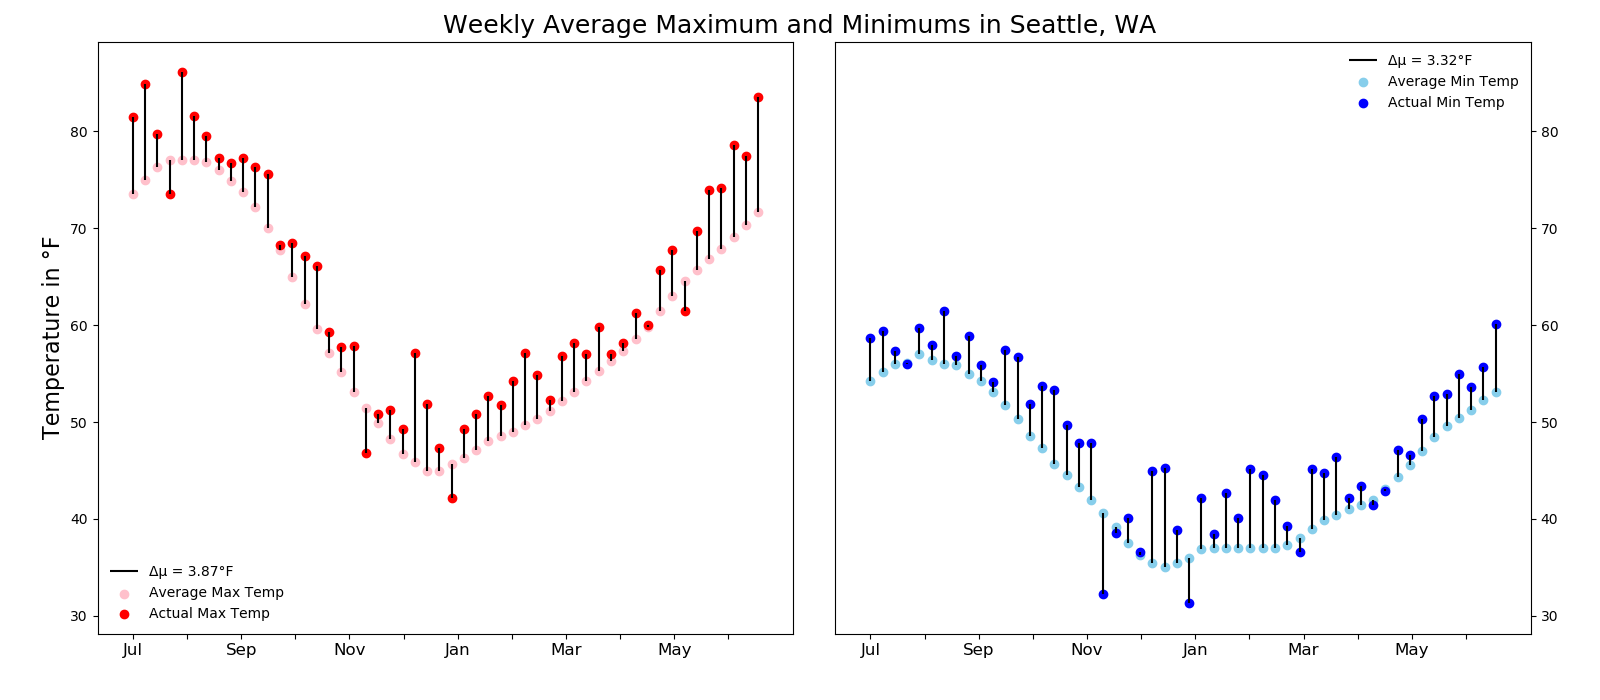 Weekly Average Maximum and Minimums in Seattle, WA
Temperature in °F
80
70
60
50
40
30
Δμ = 3.87°F
Average Max Temp
Actual Max Temp
Jul Sep Nov Jan Mar May
Δμ = 3.32°F
Average Min Temp
Actual Min Temp
80
70
60
50
40
30
Jul Sep Nov Jan Mar May